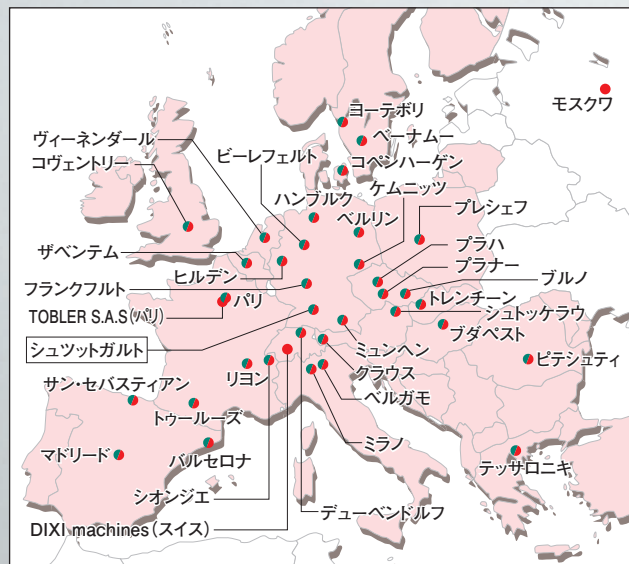 ヨーテボリ
モスクワ
ベーナムー
ヴィーネンダール
ビーレフェルト
コペンハーゲン
コヴェントリー
ケムニッツ
ハンブルク
ベルリン
プレシェフ
ザベンテム
プラハ
ヒルデン
プラナー
ブルノ
フランクフルト
パリ
トレンチーン
TOBLER S.A.S(パリ)
シュトッケラウ
ブダペスト
シュツットガルト
ミュンヘン
クラウス
ピテシュティ
サン・セバスティアン
リヨン
ベルガモ
トゥールーズ
ミラノ
マドリード
バルセロナ
テッサロニキ
シオンジエ
デューベンドルフ
DIXI machines(スイス)